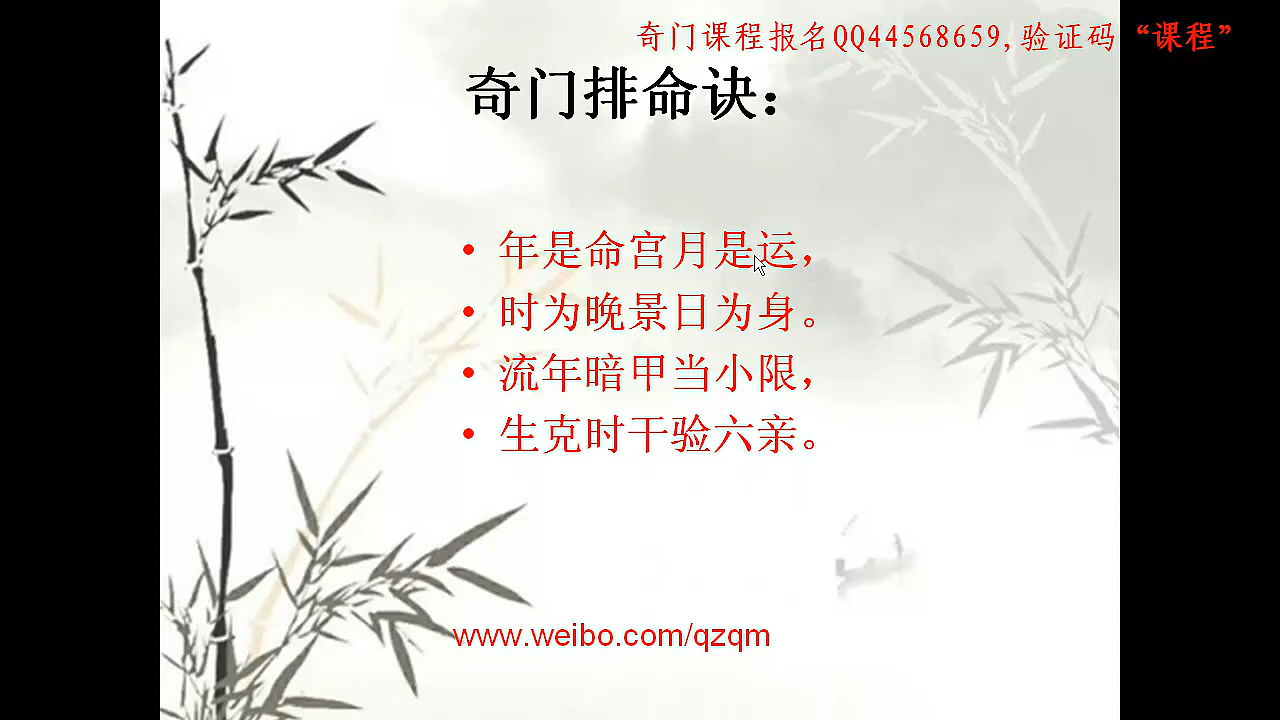 奇门课程报名QQ44568659,验证码“课程”
奇门排命诀：
• 年是命宫月是运，
• 时为晚景日为身。
• 流年暗甲当小限，
• 生克时干验六亲。
www.weibo.com/qzqm